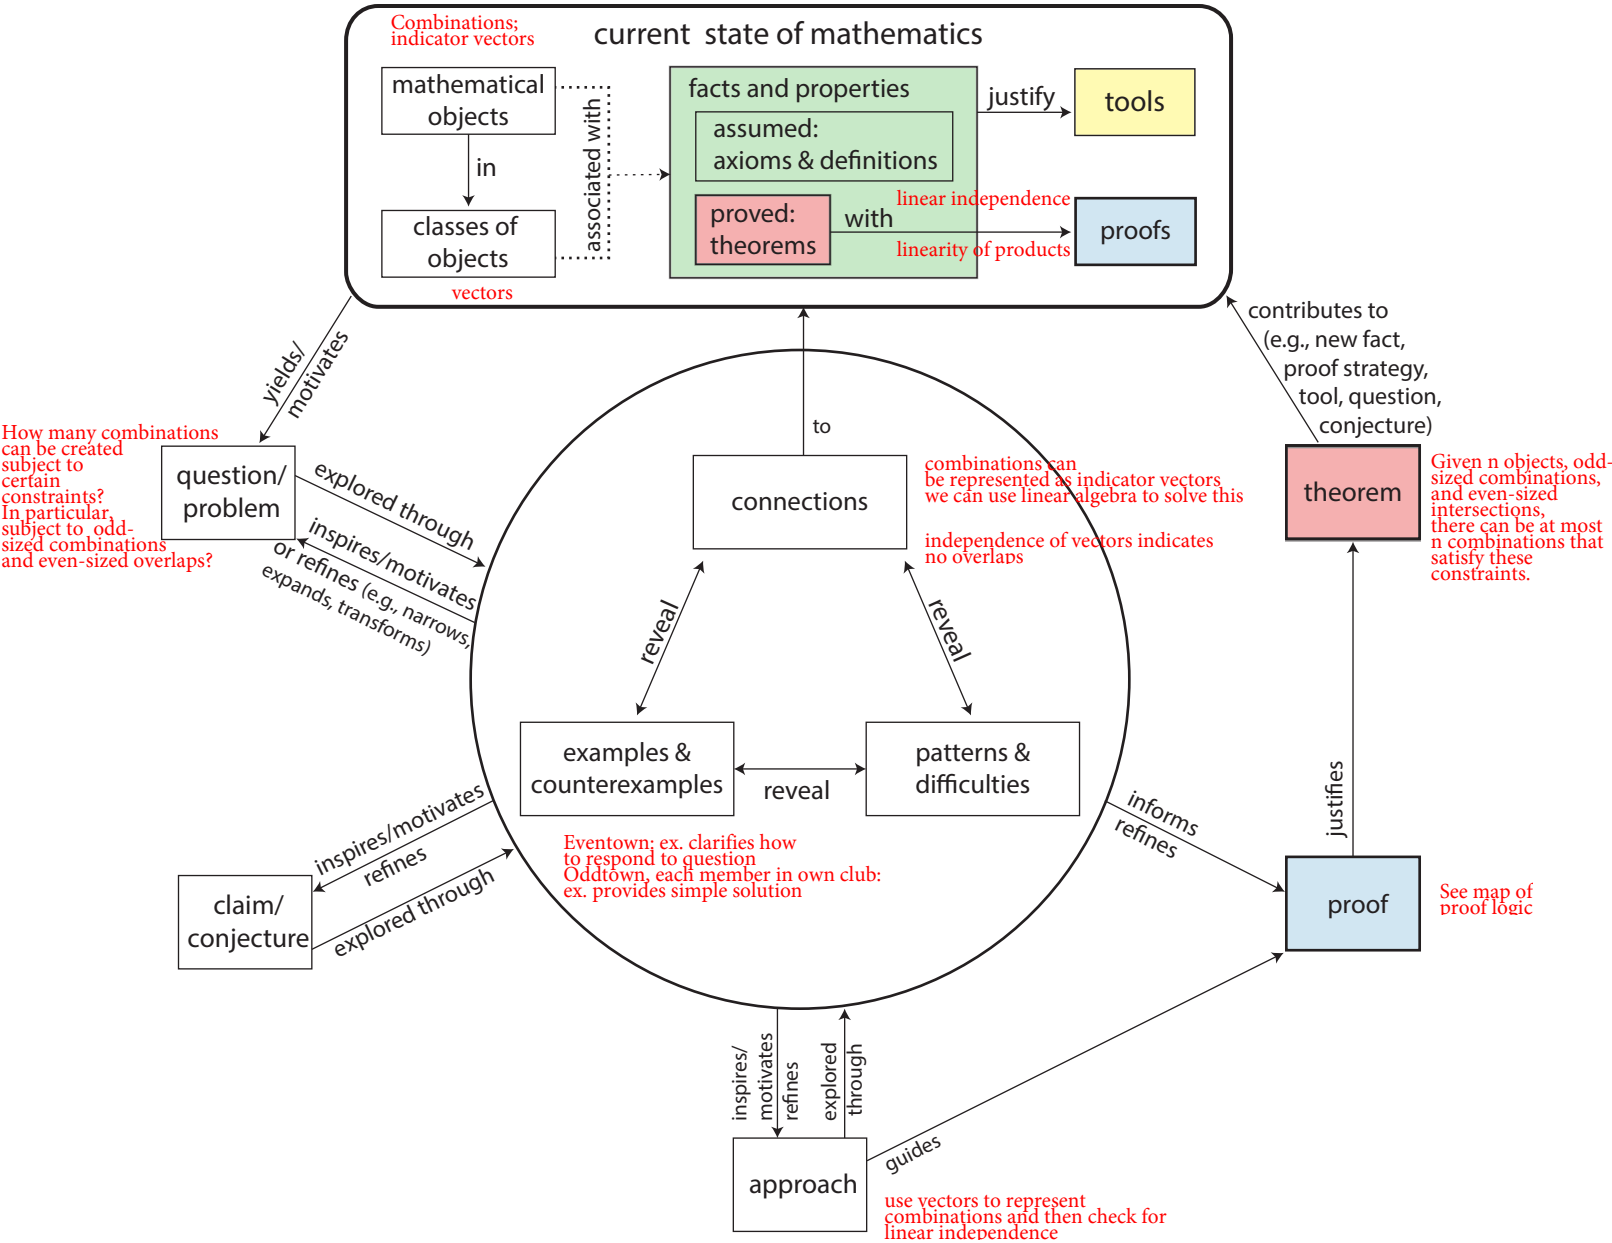 Combinations;
indicator vectors
current state of mathematics
mathematical
objects
in
classes of
objects
vectors
associated with
facts and properties
assumed:
axioms & definitions
proved:
theorems
with
linear independence
linearity of products
justify
tools
proofs
yields/
motivates
How many combinations
can be created
subject to
certain
constraints?
In particular,
subject to odd-
sized combinations
and even-sized overlaps?
question/
problem
explored through
inspires/motivates
or refines (e.g., narrows,
expands, transforms)
to
connections
combinations can
be represented as indicator vectors
we can use linear algebra to solve this
independence of vectors indicates
no overlaps
reveal
reveal
examples &
counterexamples
reveal
patterns &
difficulties
Eventown: ex. clarifies how
to respond to question
Oddtown, each member in own club:
ex. provides simple solution
contributes to
(e.g., new fact,
proof strategy,
tool, question,
conjecture)
theorem
Given n objects, odd-
sized combinations,
and even-sized
intersections,
there can be at most
n combinations that
satisfy these
constraints.
justifies
informs
refines
proof
See map of
proof logic
inspires/motivates
refines
explored through
claim/
conjecture
inspires/
motivates
refines
explored
through
approach
guides
use vectors to represent
combinations and then check for
linear independence